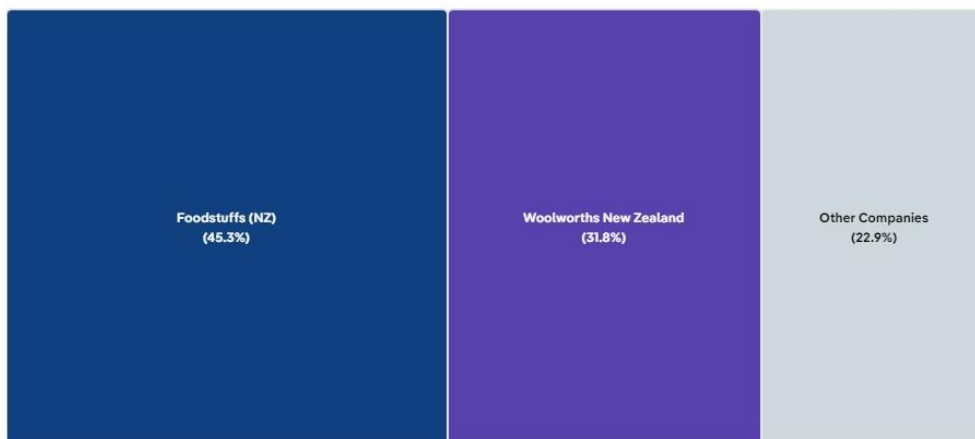 Foodstuffs (NZ)
(45.3%)
Woolworths New Zealand
(31.8%)
Other Companies
(22.9%)